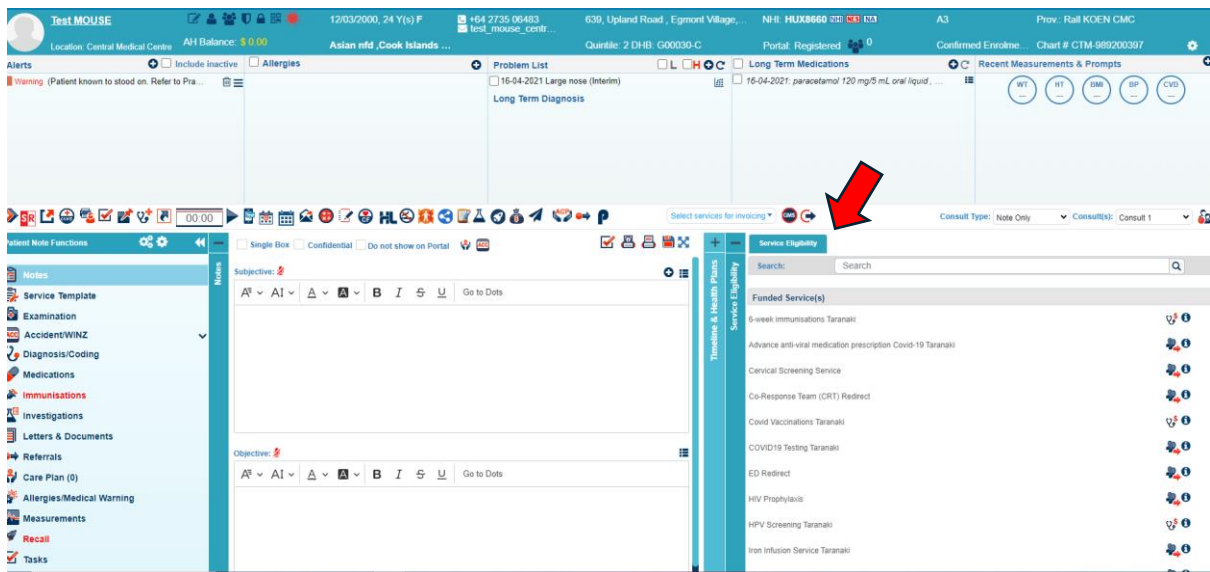 Test MOUSE
12/03/2000, 24 Y(s) F
+64 2735 06483
test_mouse_centr...
639, Upland Road , Egmont Village,...
NHI: HUX8660 NHI NES NA
A3
Prov.: Rall KOEN CMC
Location: Central Medical Centre
AH Balance: $ 0.00
Asian nfd ,Cook Islands ...
Quintile: 2 DHB: G00030-C
Portal: Registered 0
Confirmed Enrolme...
Chart # CTM-989200397
Alerts
Include inactive
Allergies
Problem List
L
H
Long Term Medications
Recent Measurements & Prompts
Warning (Patient known to stood on. Refer to Pra...
16-04-2021 Large nose (Interim)
Long Term Diagnosis
16-04-2021: paracetamol 120 mg/5 mL oral liquid, ...
WT
HT
BMI
BP
CVD
SR
00:00
HL
Select services for invoicing
GMS
Consult Type: Note Only
Consult(s): Consult 1
Patient Note Functions
Notes
Service Template
Examination
Accident/WINZ
Diagnosis/Coding
Medications
Immunisations
Investigations
Letters & Documents
Referrals
Care Plan (0)
Allergies/Medical Warning
Measurements
Recall
Tasks
Notes
Single Box
Confidential
Do not show on Portal
ACC
Subjective:
B I S U Go to Dots
Objective:
B I S U Go to Dots
Timeline & Health Plans
Service Eligibility
Service Eligibility
Search: Search
Funded Service(s)
6-week immunisations Taranaki
Advance anti-viral medication prescription Covid-19 Taranaki
Cervical Screening Service
Co-Response Team (CRT) Redirect
Covid Vaccinations Taranaki
COVID19 Testing Taranaki
ED Redirect
HIV Prophylaxis
HPV Screening Taranaki
Iron Infusion Service Taranaki